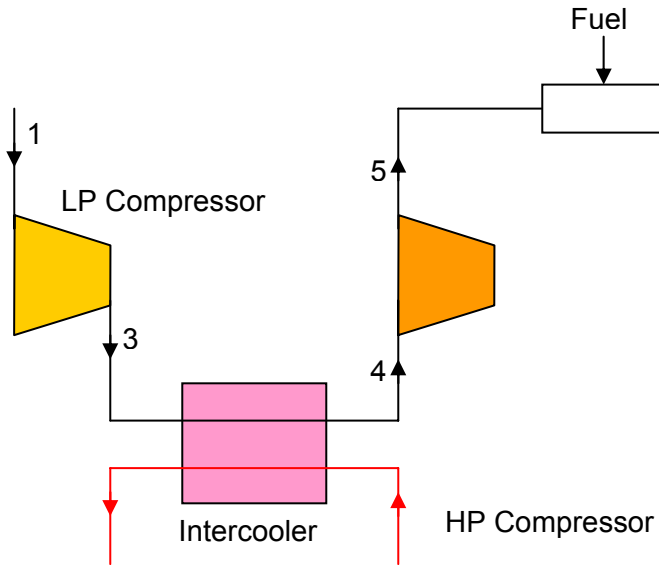 Fuel
1
5
LP Compressor
3
4
Intercooler
HP Compressor